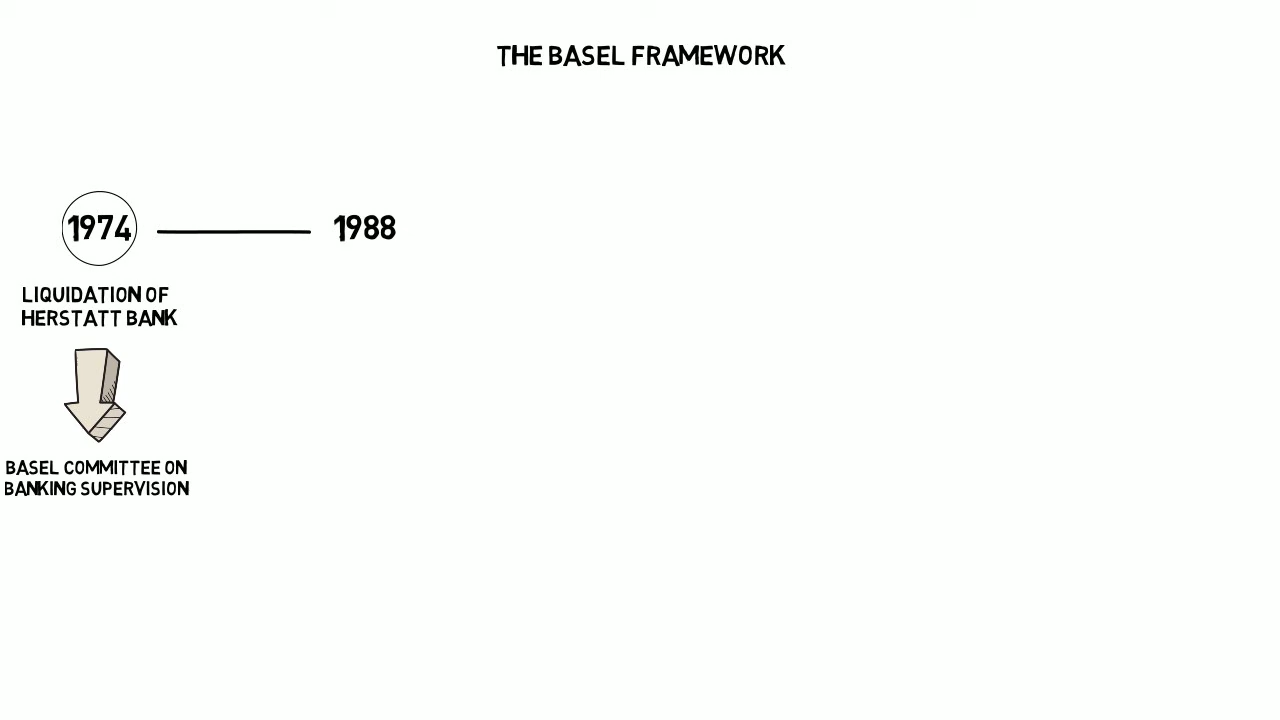 THE BASEL FRAMEWORK
1974
1988
LIQUIDATION OF
HERSTATT BANK
BASEL COMMITTEE ON
BANKING SUPERVISION